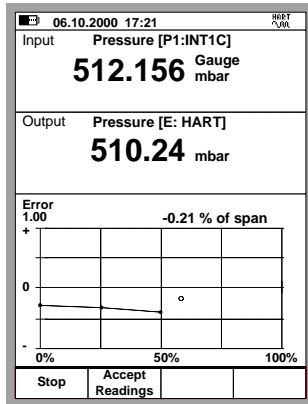 06.10.2000 17:21 HART
Input Pressure [P1:INT1C]
512.156 Gauge mbar
Output Pressure [E: HART]
510.24 mbar
Error
1.00 -0.21 % of span
+
0
-
0% 50% 100%
Stop Accept Readings